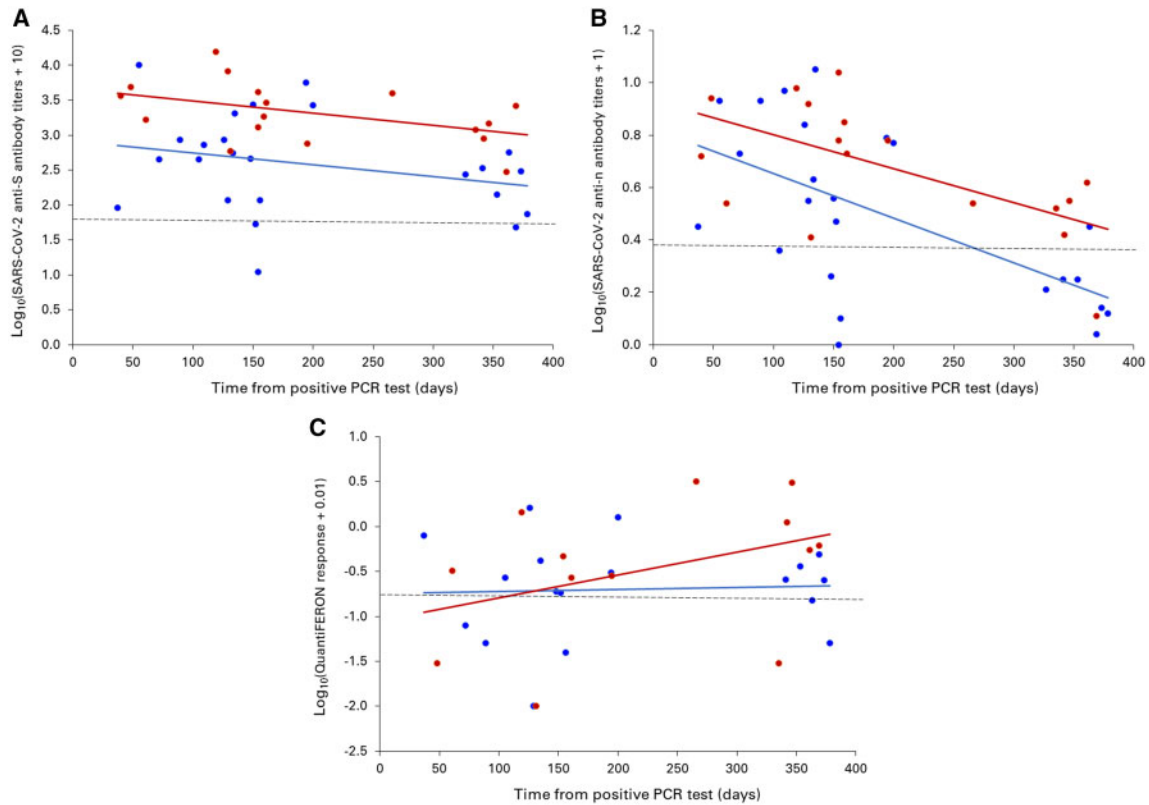 A
Log10(SARS-CoV-2 anti-S antibody titers + 10)
4.5
4.0
3.5
3.0
2.5
2.0
1.5
1.0
0.5
0.0
0 50 100 150 200 250 300 350 400
Time from positive PCR test (days)
B
Log10(SARS-CoV-2 anti-n antibody titers + 1)
1.2
1.0
0.8
0.6
0.4
0.2
0.0
0 50 100 150 200 250 300 350 400
Time from positive PCR test (days)
C
Log10(QuantiFERON response + 0.01)
1.0
0.5
0.0
-0.5
-1.0
-1.5
-2.0
-2.5
0 50 100 150 200 250 300 350 400
Time from positive PCR test (days)